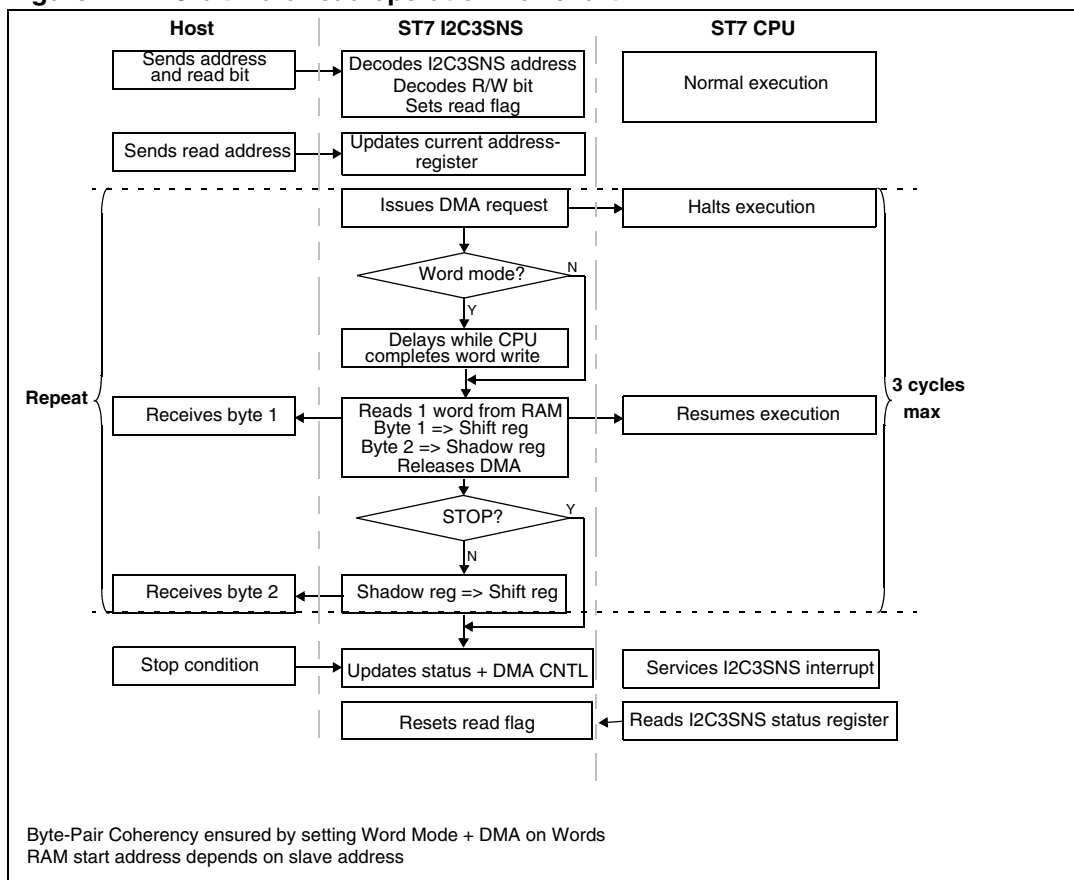 Host
ST7 I2C3SNS
ST7 CPU
Sends address
and read bit
Decodes I2C3SNS address
Decodes R/W bit
Sets read flag
Normal execution
Sends read address
Updates current address-
register
Issues DMA request
Halts execution
Word mode?
N
Y
Delays while CPU
completes word write
Repeat
3 cycles
max
Receives byte 1
Reads 1 word from RAM
Byte 1 => Shift reg
Byte 2 => Shadow reg
Releases DMA
Resumes execution
STOP?
Y
N
Receives byte 2
Shadow reg => Shift reg
Stop condition
Updates status + DMA CNTL
Services I2C3SNS interrupt
Resets read flag
Reads I2C3SNS status register
Byte-Pair Coherency ensured by setting Word Mode + DMA on Words
RAM start address depends on slave address